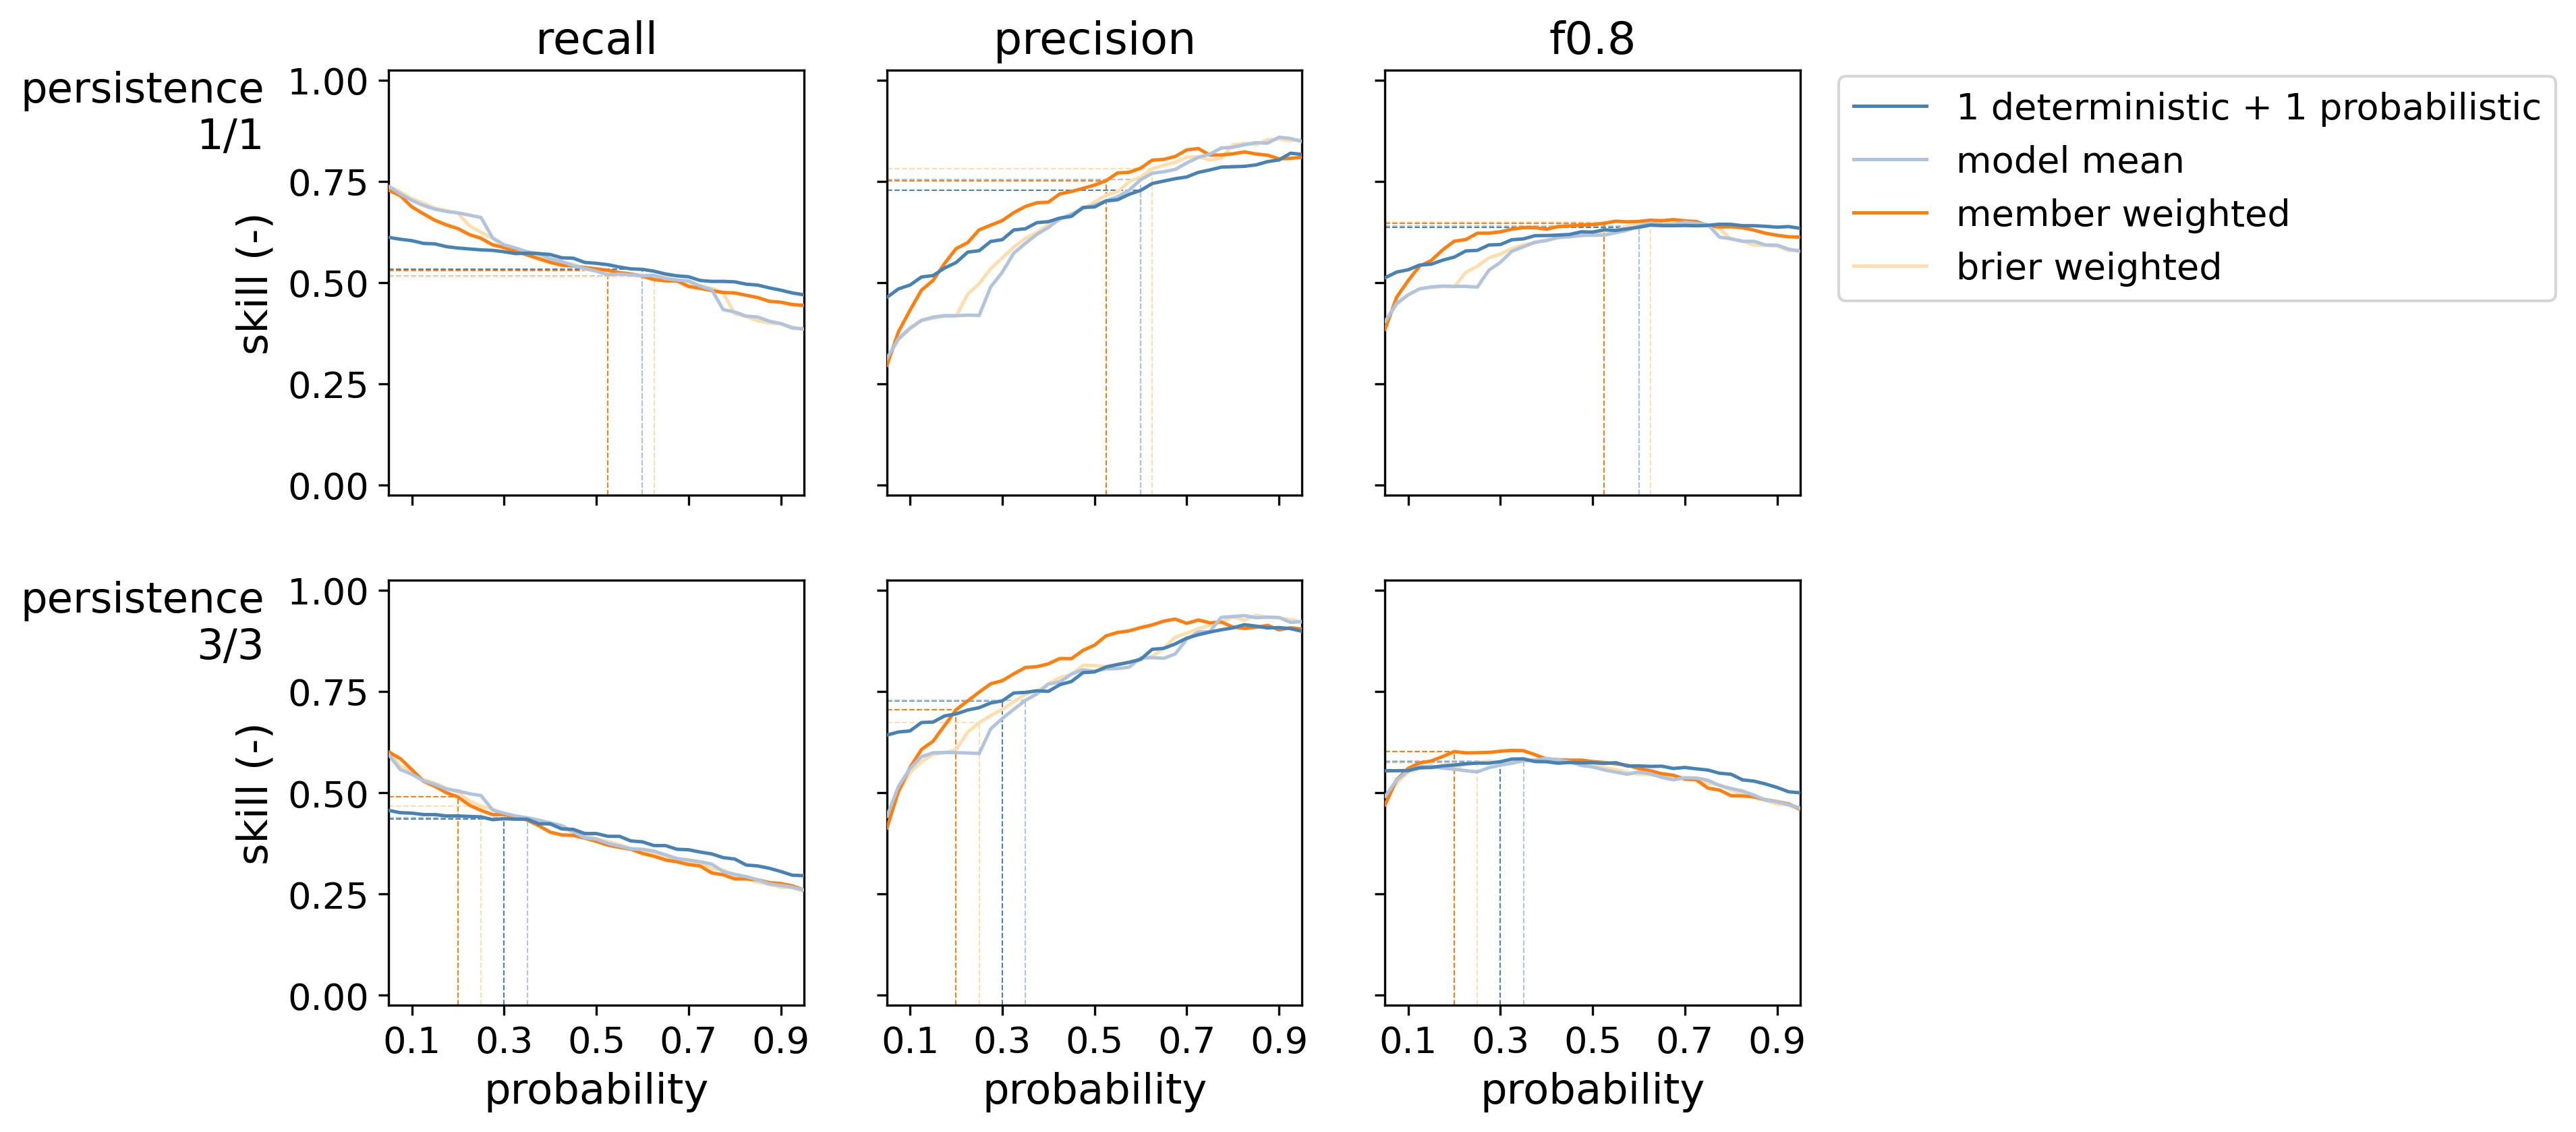 recall
precision
f0.8
persistence
1/1
skill (-)
1.00
0.75
0.50
0.25
0.00
1 deterministic + 1 probabilistic
model mean
member weighted
brier weighted
persistence
3/3
skill (-)
1.00
0.75
0.50
0.25
0.00
0.1 0.3 0.5 0.7 0.9
0.1 0.3 0.5 0.7 0.9
0.1 0.3 0.5 0.7 0.9
probability
probability
probability